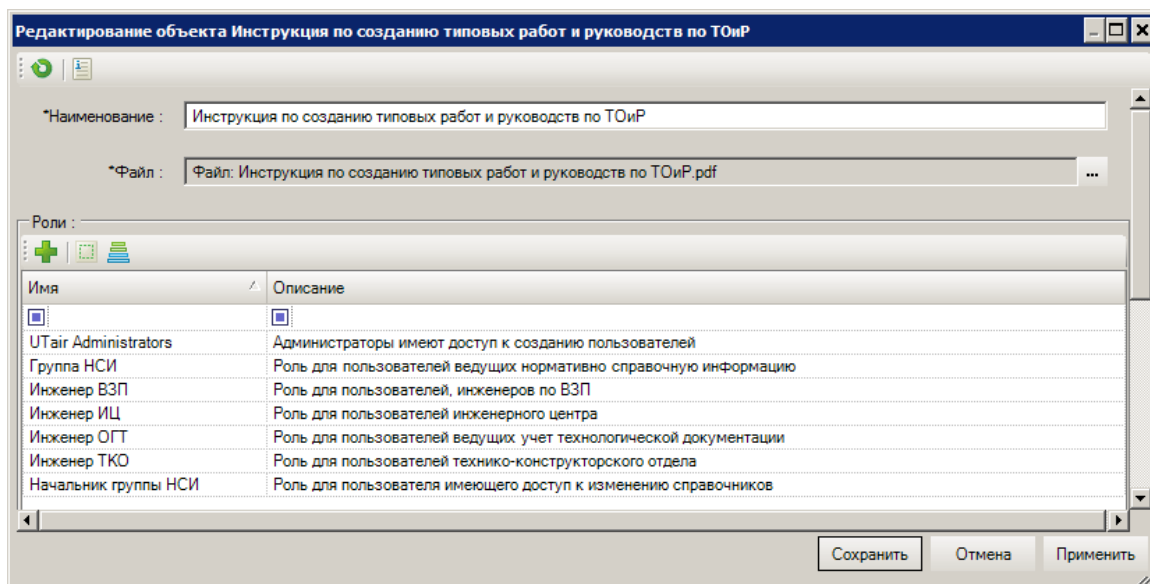 Редактирование объекта Инструкция по созданию типовых работ и руководств по ТОиР
*Наименование : Инструкция по созданию типовых работ и руководств по ТОиР
*Файл : Файл: Инструкция по созданию типовых работ и руководств по ТОиР.pdf ...
Роли :
Имя Описание
UTair Administrators Администраторы имеют доступ к созданию пользователей
Группа НСИ Роль для пользователей ведущих нормативно справочную информацию
Инженер ВЗП Роль для пользователей, инженеров по ВЗП
Инженер ИЦ Роль для пользователей инженерного центра
Инженер ОГТ Роль для пользователей ведущих учет технологической документации
Инженер ТКО Роль для пользователей технико-конструкторского отдела
Начальник группы НСИ Роль для пользователя имеющего доступ к изменению справочников
Сохранить Отмена Применить